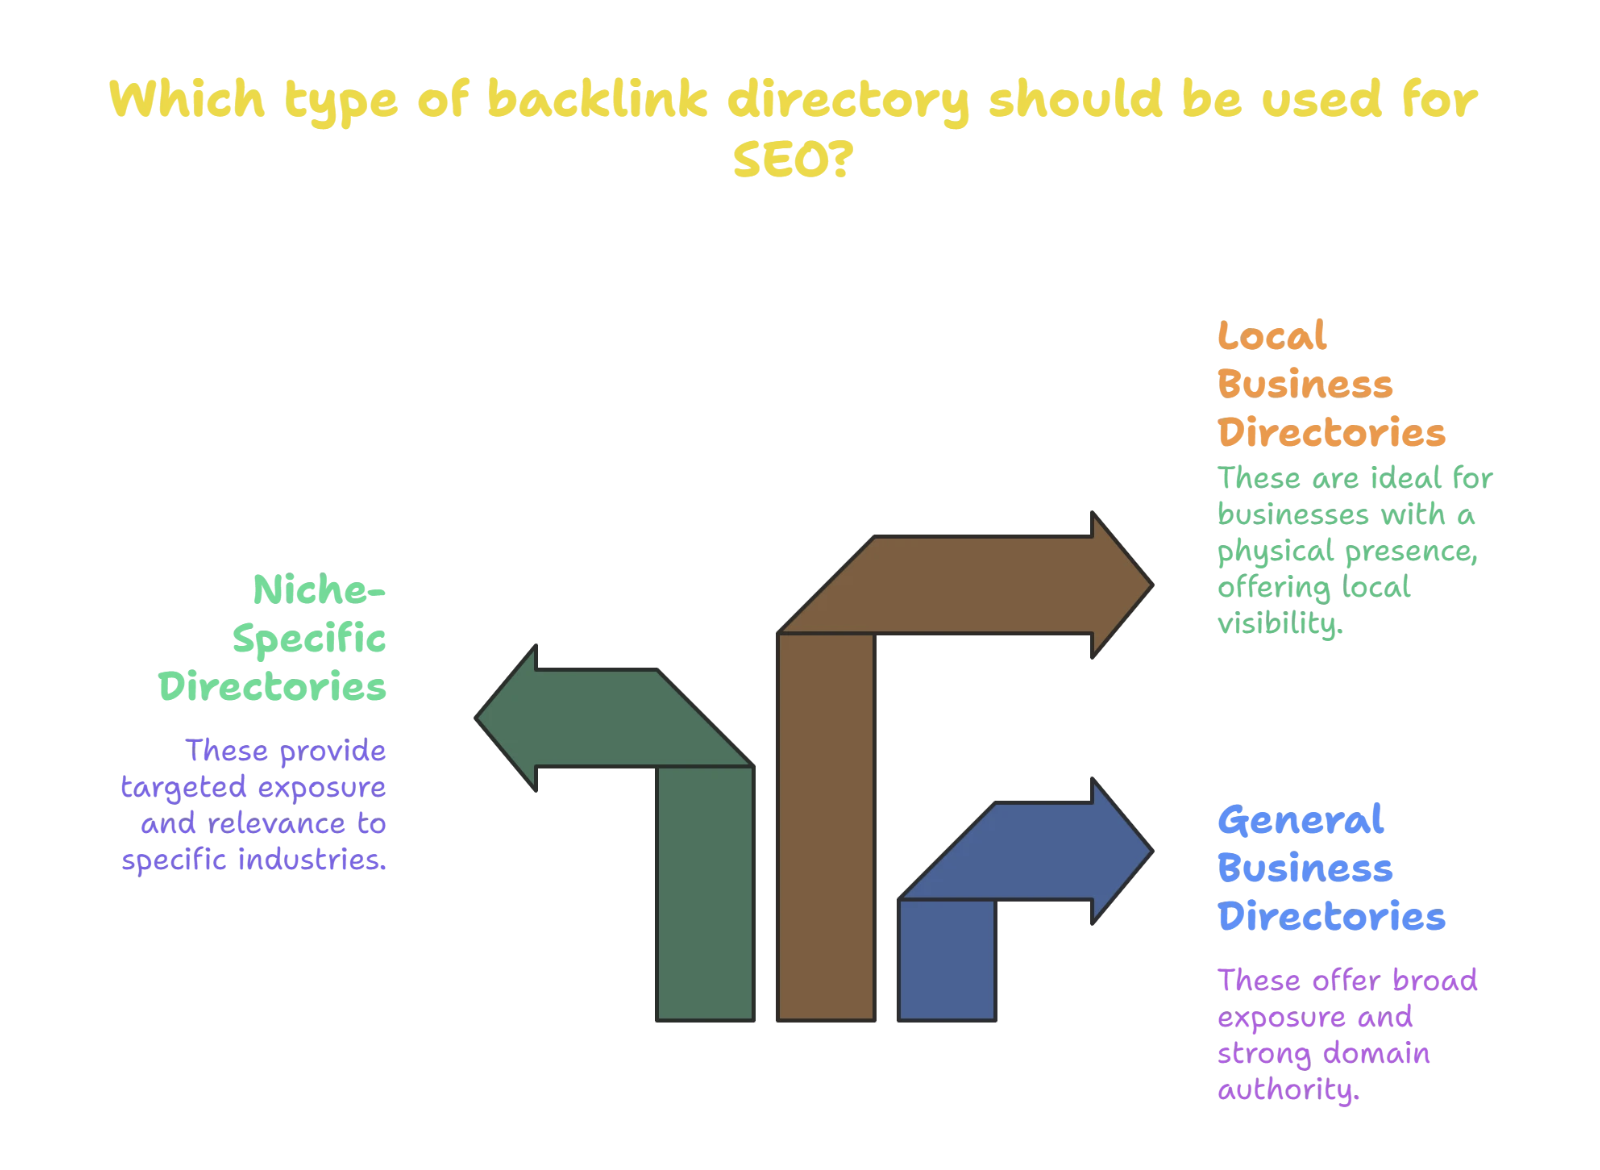 Which type of backlink directory should be used for
SEO?
Local
Business
Directories
These are ideal for
businesses with a
physical presence,
offering local
visibility.
Niche-
Specific
Directories
These provide
targeted exposure
and relevance to
specific industries.
General
Business
Directories
These offer broad
exposure and
strong domain
authority.